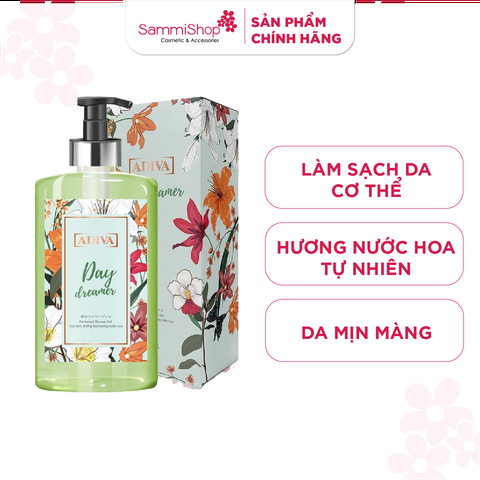 SammiShop
Cosmetic & Accessories
SẢN PHẨM
CHÍNH HÃNG
ADIVA
dreamer
ADIVA
Day
dreamer
Perfumed Shower Gel
LÀM SẠCH DA
CƠ THỂ
HƯƠNG NƯỚC HOA
TỰ NHIÊN
DA MỊN MÀNG